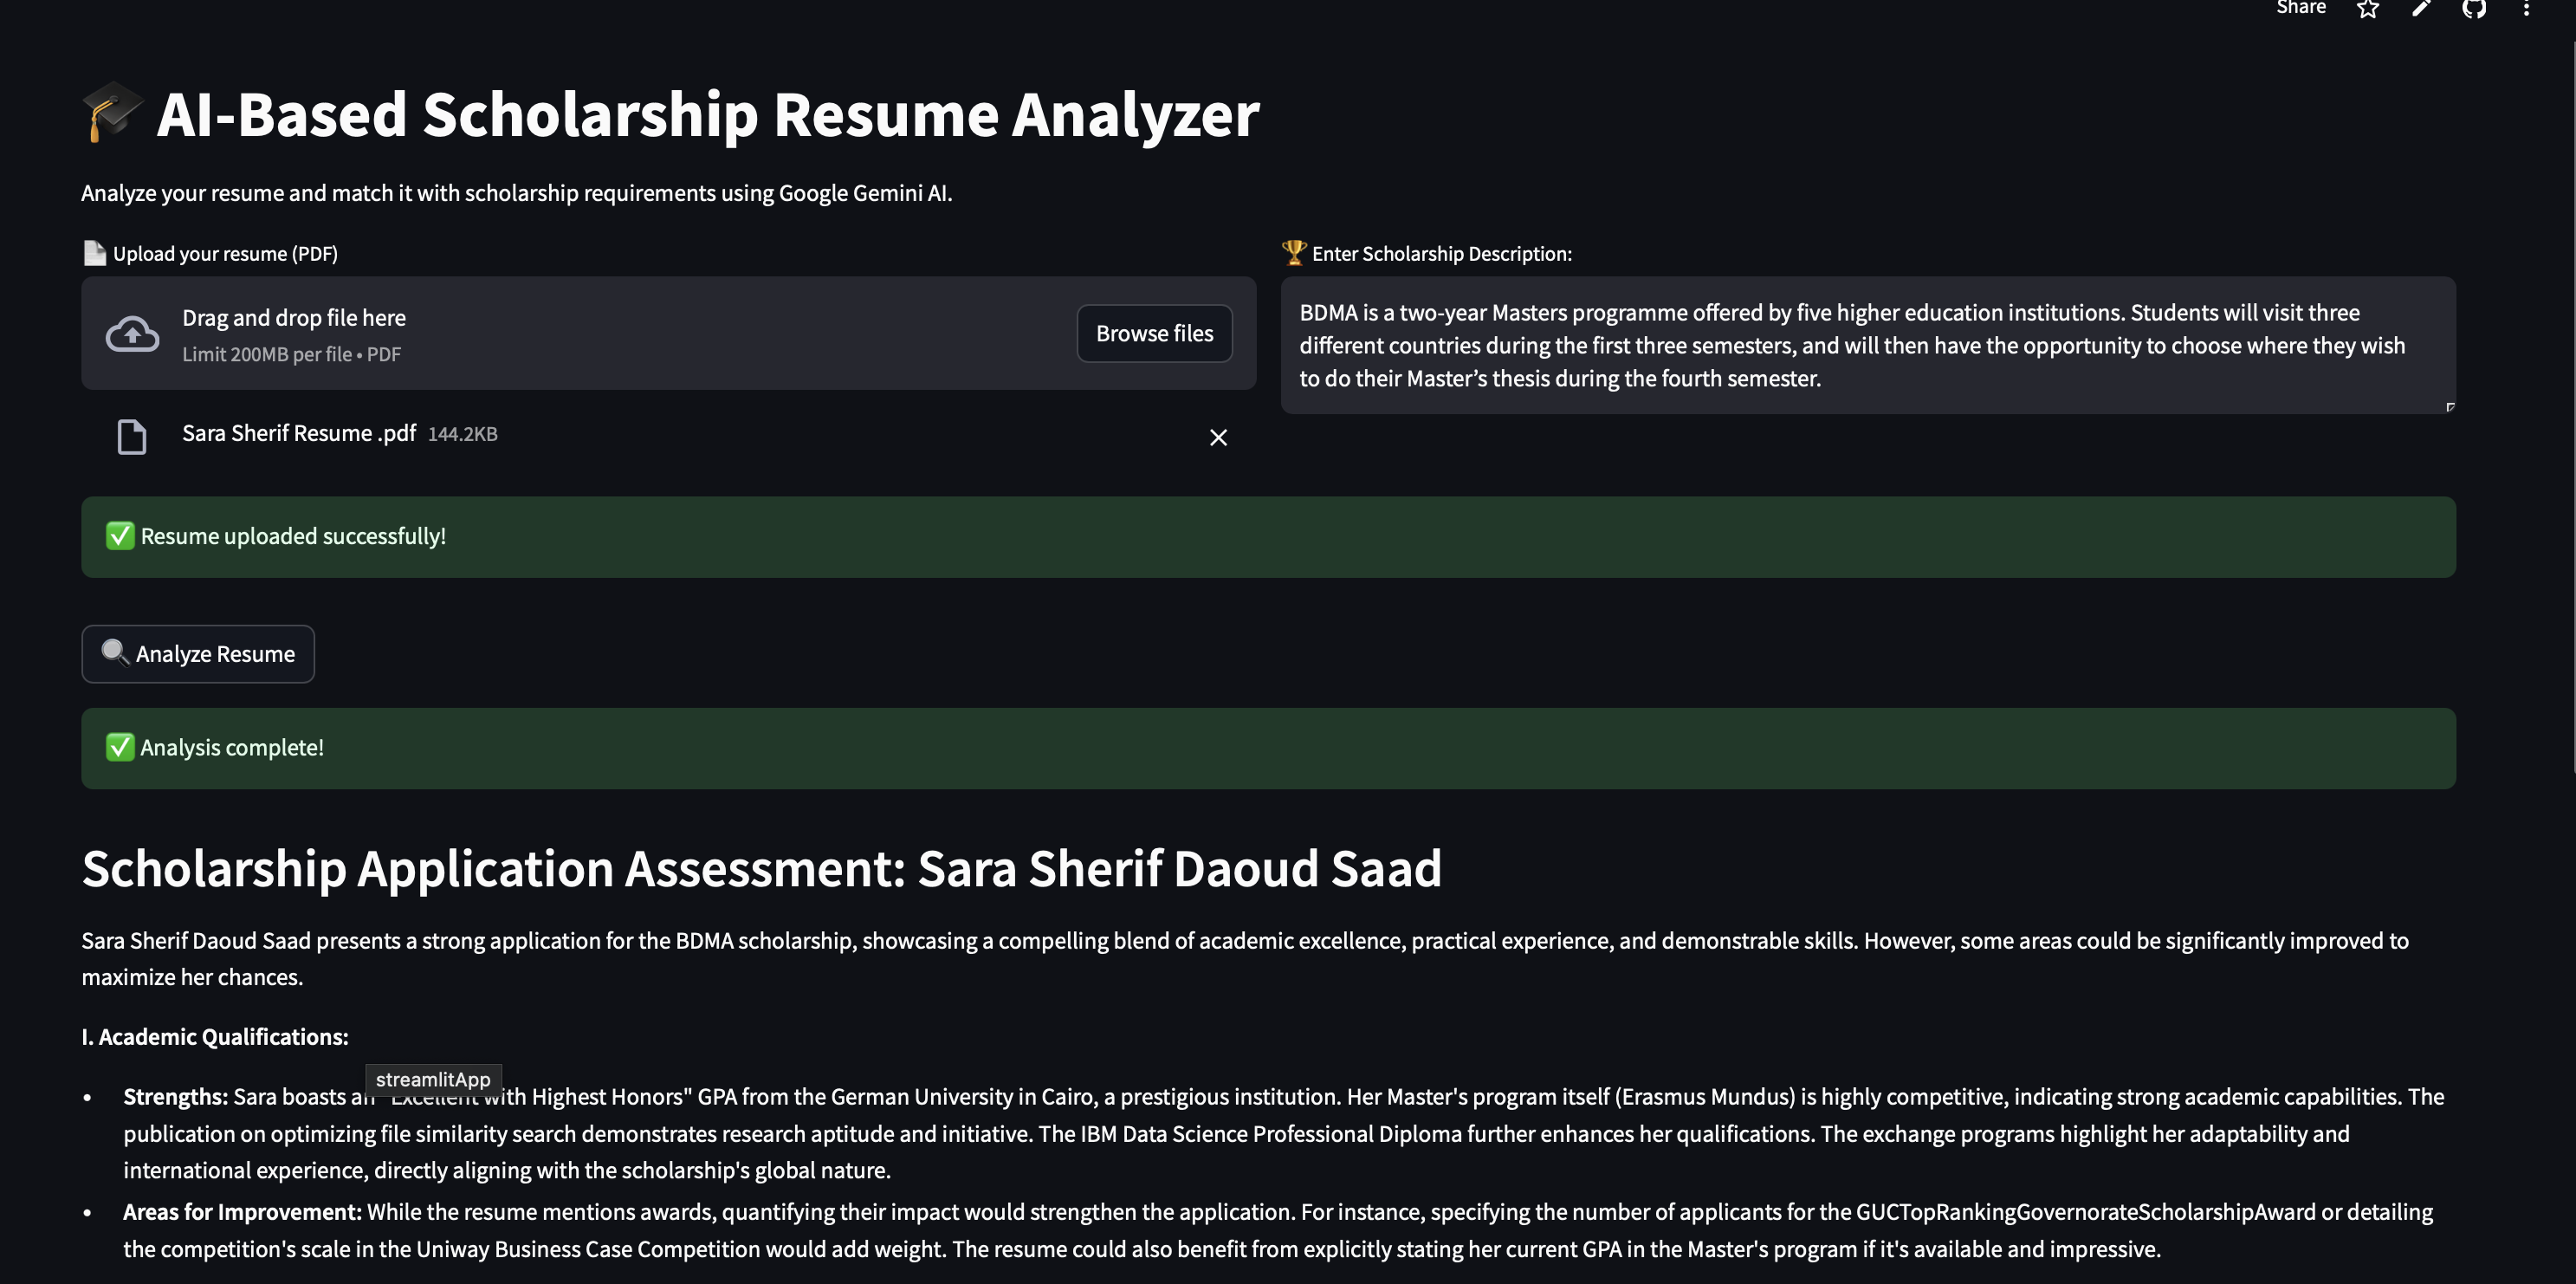 Share
AI-Based Scholarship Resume Analyzer
Analyze your resume and match it with scholarship requirements using Google Gemini AI.
Upload your resume (PDF)
Drag and drop file here
Limit 200MB per file • PDF
Browse files
Sara Sherif Resume .pdf 144.2KB
Enter Scholarship Description:
BDMA is a two-year Masters programme offered by five higher education institutions. Students will visit three
different countries during the first three semesters, and will then have the opportunity to choose where they wish
to do their Master’s thesis during the fourth semester.
Resume uploaded successfully!
Analyze Resume
Analysis complete!
Scholarship Application Assessment: Sara Sherif Daoud Saad
Sara Sherif Daoud Saad presents a strong application for the BDMA scholarship, showcasing a compelling blend of academic excellence, practical experience, and demonstrable skills. However, some areas could be significantly improved to
maximize her chances.
I. Academic Qualifications:
streamlitApp
• Strengths: Sara boasts an "Excellent with Highest Honors" GPA from the German University in Cairo, a prestigious institution. Her Master's program itself (Erasmus Mundus) is highly competitive, indicating strong academic capabilities. The
publication on optimizing file similarity search demonstrates research aptitude and initiative. The IBM Data Science Professional Diploma further enhances her qualifications. The exchange programs highlight her adaptability and
international experience, directly aligning with the scholarship's global nature.
• Areas for Improvement: While the resume mentions awards, quantifying their impact would strengthen the application. For instance, specifying the number of applicants for the GUCTopRankingGovernorateScholarshipAward or detailing
the competition's scale in the Uniway Business Case Competition would add weight. The resume could also benefit from explicitly stating her current GPA in the Master's program if it's available and impressive.